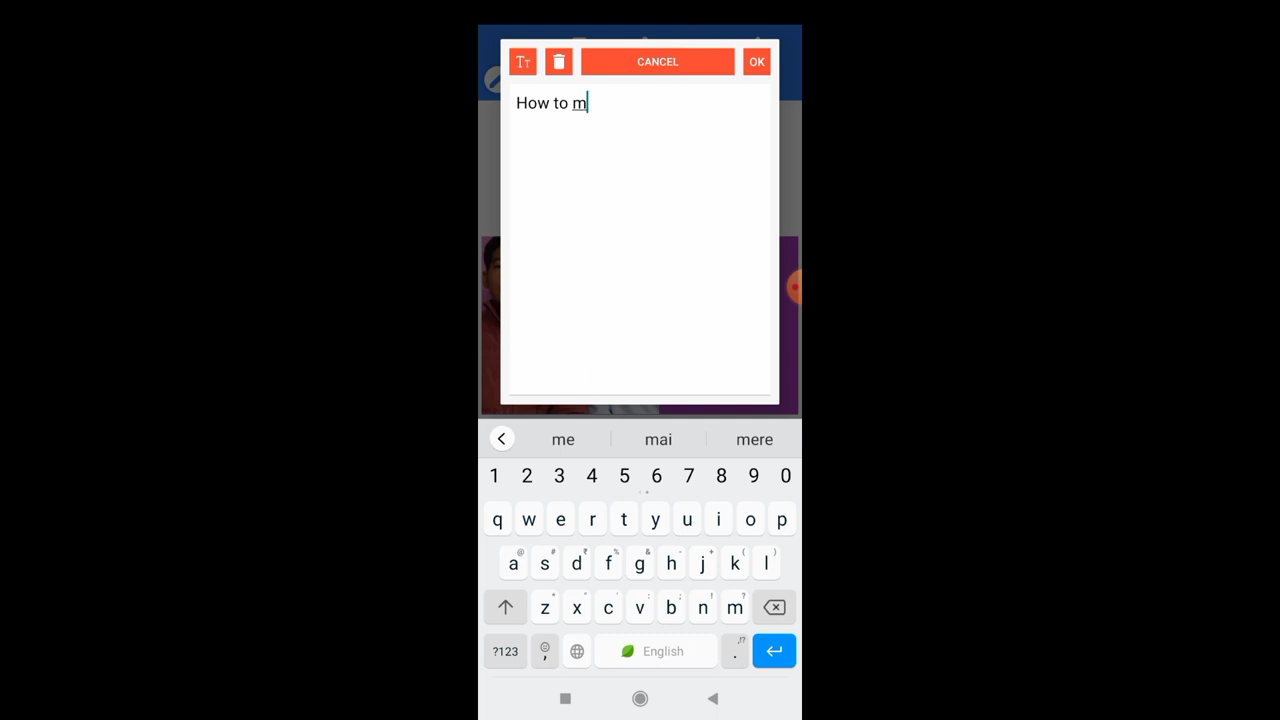 TT
CANCEL
OK
How to m
me mai mere
1 2 3 4 5 6 7 8 9 0
q w e r t y u i o p
@ # ₹ % & - + ( )
a s d f g h j k l
* " ' : ; ! ?
z x c v b n m
?123 , English . ,!?